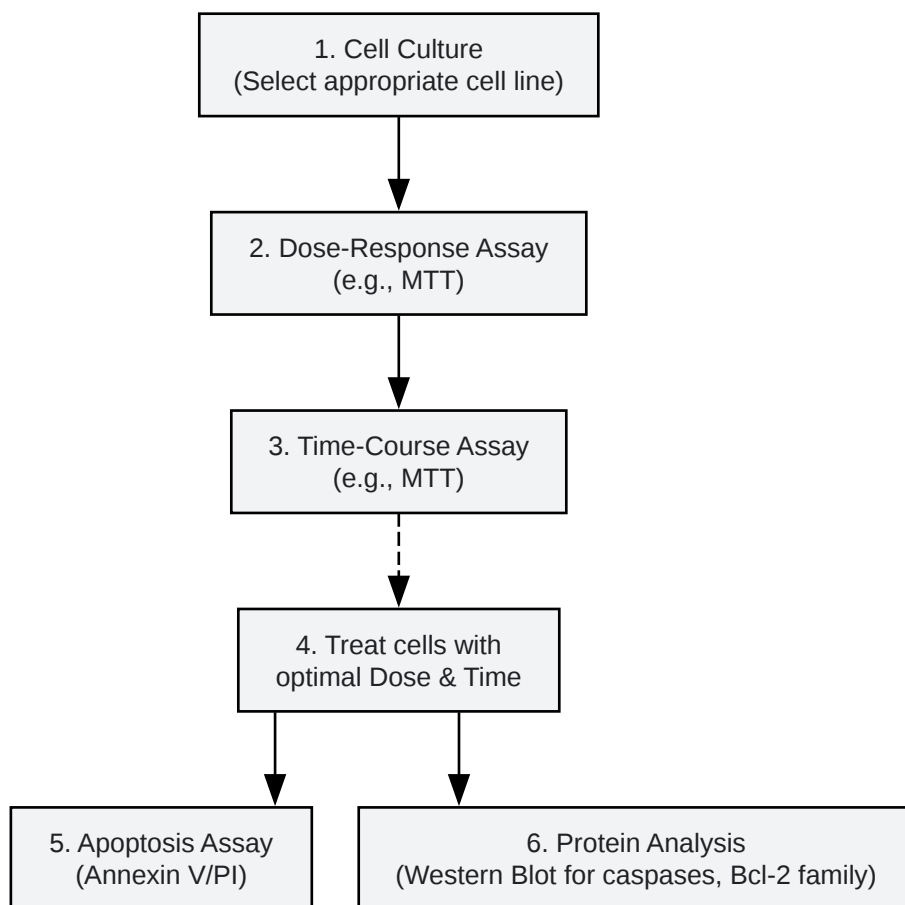 1. Cell Culture
(Select appropriate cell line)
2. Dose-Response Assay
(e.g., MTT)
3. Time-Course Assay
(e.g., MTT)
4. Treat cells with
optimal Dose & Time
5. Apoptosis Assay
(Annexin V/PI)
6. Protein Analysis
(Western Blot for caspases, Bcl-2 family)